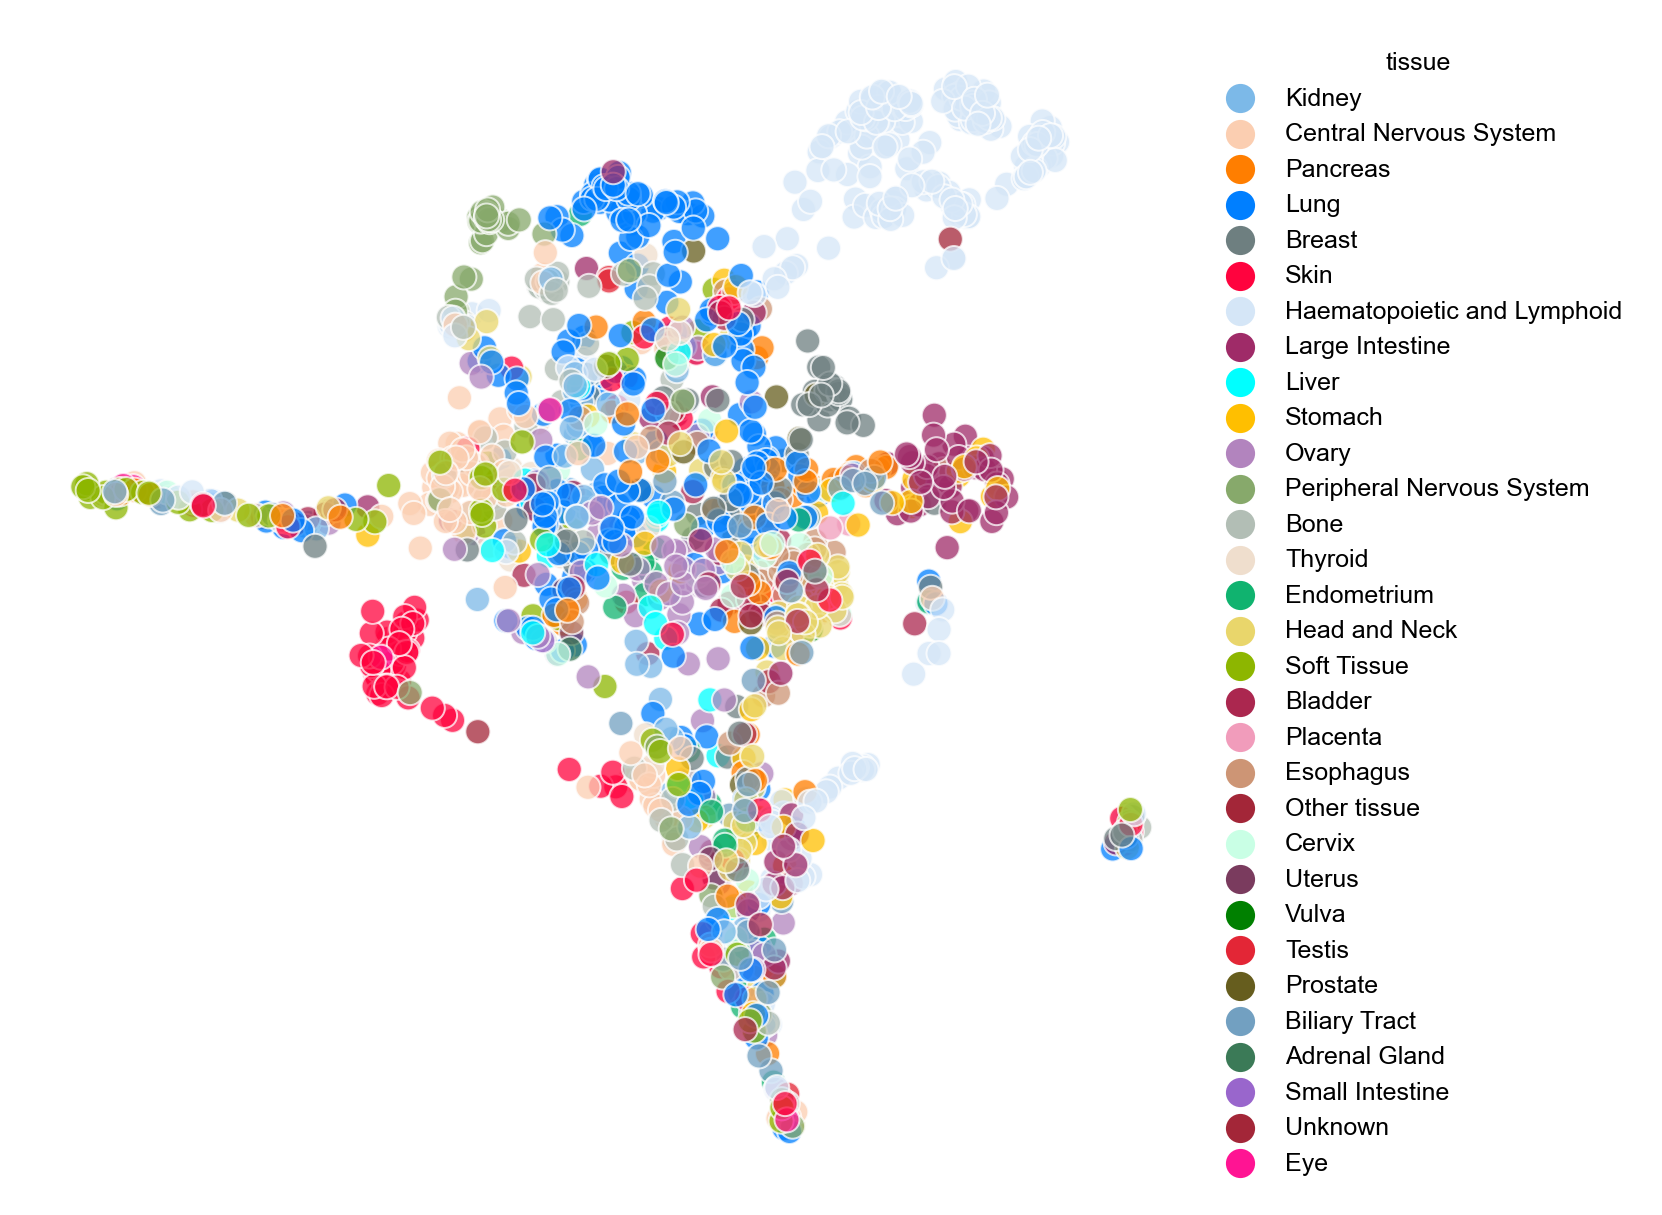 tissue
Kidney
Central Nervous System
Pancreas
Lung
Breast
Skin
Haematopoietic and Lymphoid
Large Intestine
Liver
Stomach
Ovary
Peripheral Nervous System
Bone
Thyroid
Endometrium
Head and Neck
Soft Tissue
Bladder
Placenta
Esophagus
Other tissue
Cervix
Uterus
Vulva
Testis
Prostate
Biliary Tract
Adrenal Gland
Small Intestine
Unknown
Eye